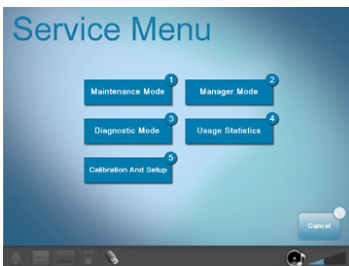 Service Menu
1
Maintenance Mode
2
Manager Mode
3
Diagnostic Mode
4
Usage Statistics
5
Calibration And Setup
Cancel